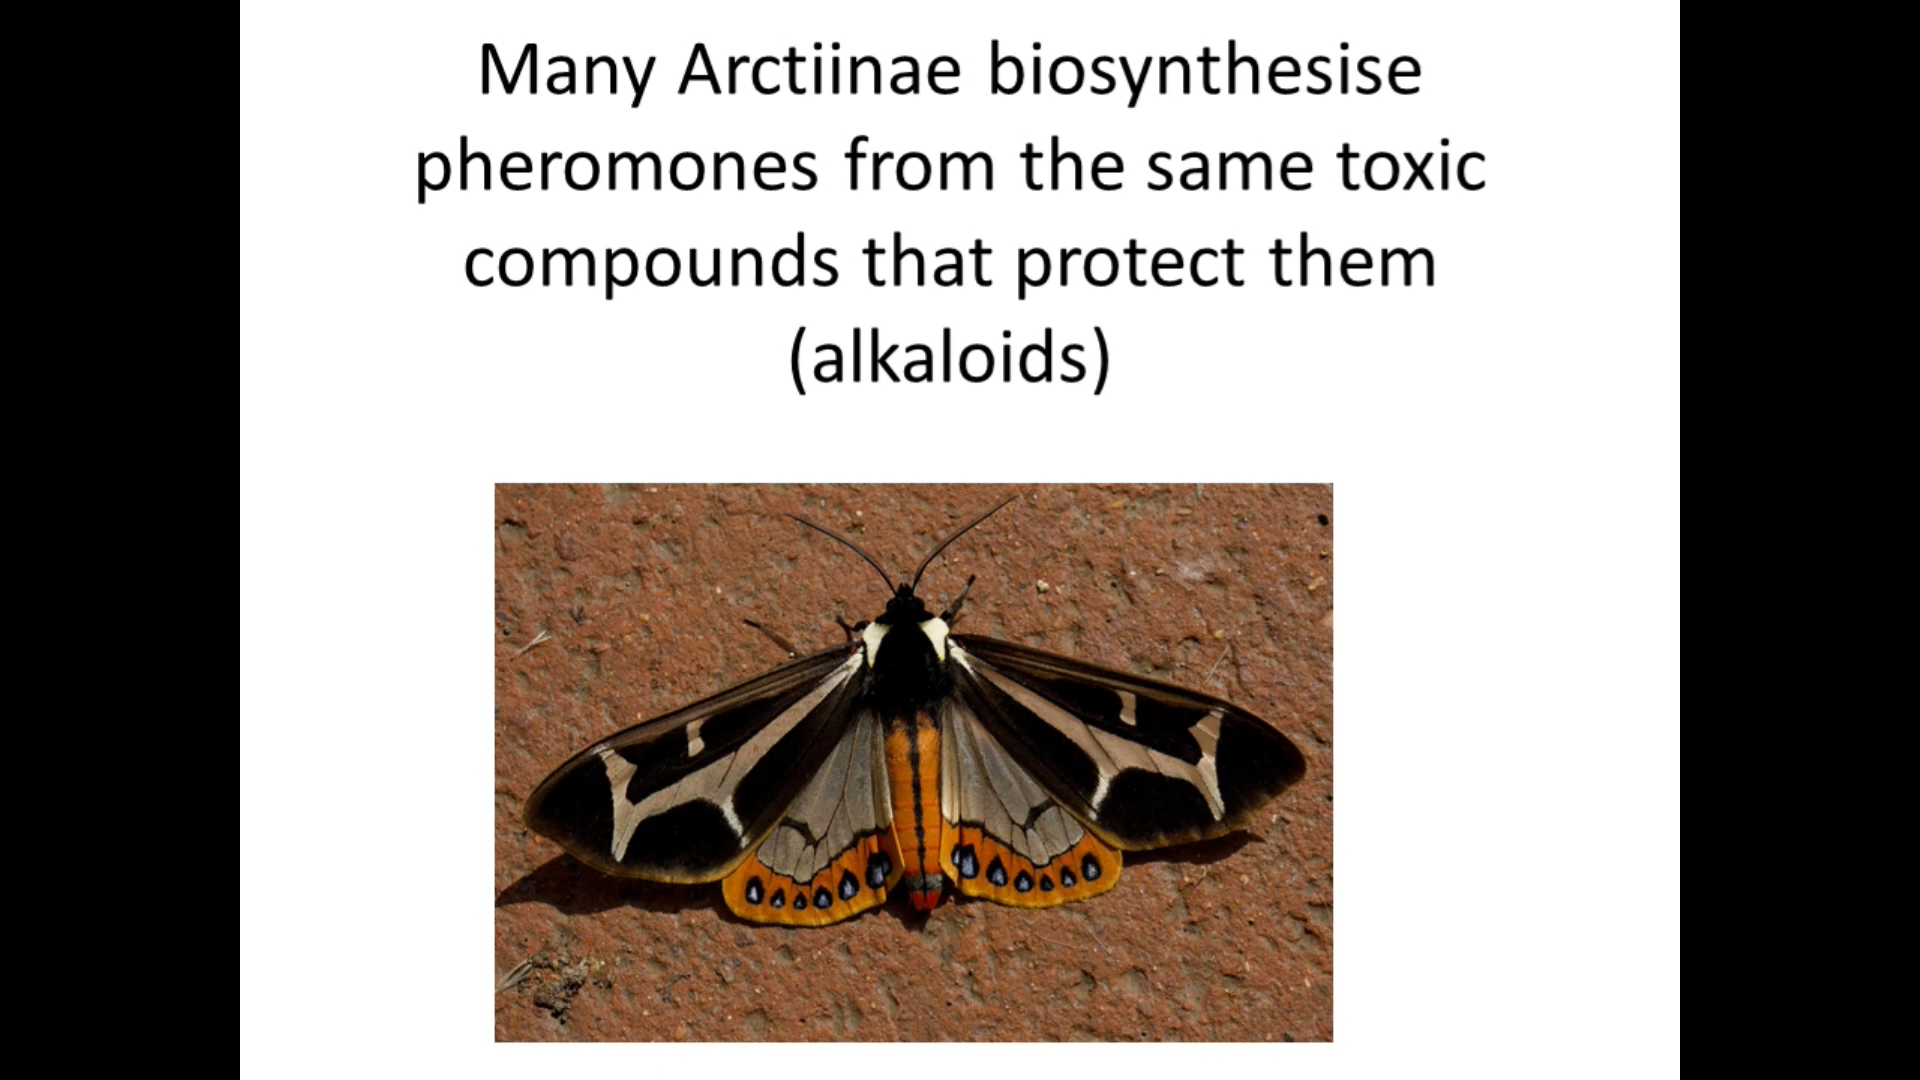 Many Arctiinae biosynthesise
pheromones from the same toxic
compounds that protect them
(alkaloids)